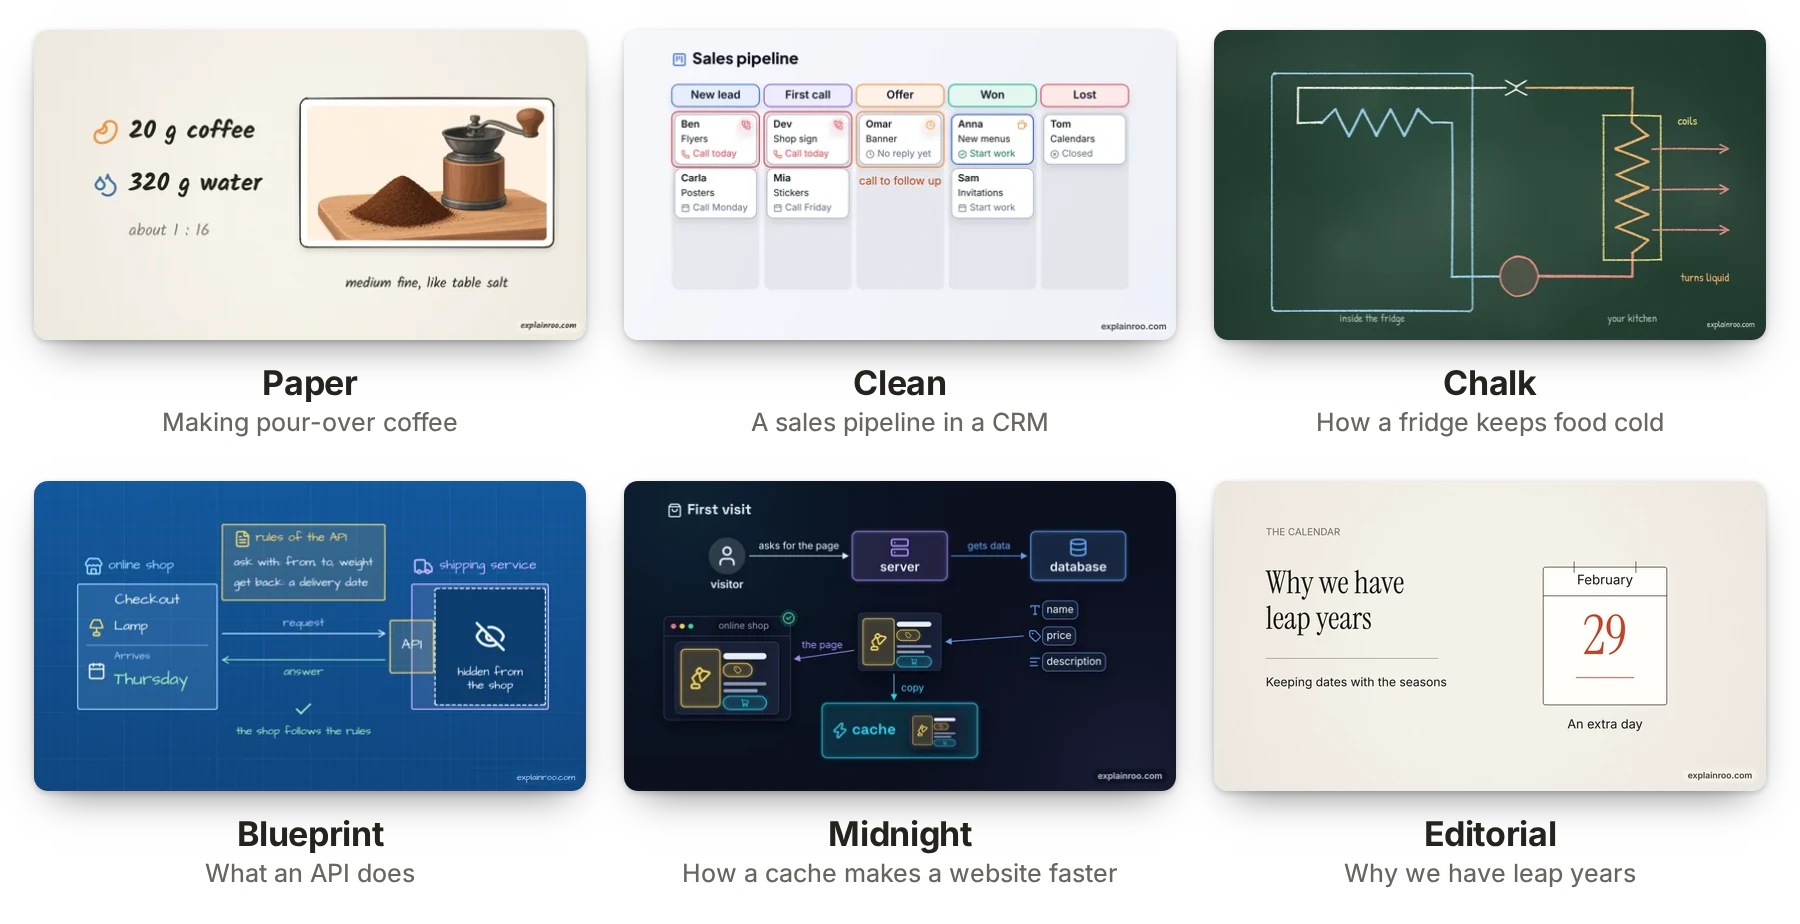 20 g coffee
320 g water
about 1 : 16
medium fine, like table salt
explainroo.com
Paper
Making pour-over coffee
Sales pipeline
New lead
First call
Offer
Won
Lost
Ben
Flyers
Call today
Carla
Posters
Call Monday
Dev
Shop sign
Call today
Mia
Stickers
Call Friday
Omar
Banner
No reply yet
call to follow up
Anna
New menus
Start work
Sam
Invitations
Start work
Tom
Calendars
Closed
explainroo.com
Clean
A sales pipeline in a CRM
coils
turns liquid
inside the fridge
your kitchen
explainroo.com
Chalk
How a fridge keeps food cold
online shop
Checkout
Lamp
Arrives
Thursday
rules of the API
ask with: from, to, weight
get back: a delivery date
request
answer
the shop follows the rules
shipping service
API
hidden from
the shop
explainroo.com
Blueprint
What an API does
First visit
visitor
asks for the page
server
gets data
database
online shop
the page
name
price
description
copy
cache
explainroo.com
Midnight
How a cache makes a website faster
THE CALENDAR
Why we have
leap years
Keeping dates with the seasons
February
29
An extra day
explainroo.com
Editorial
Why we have leap years